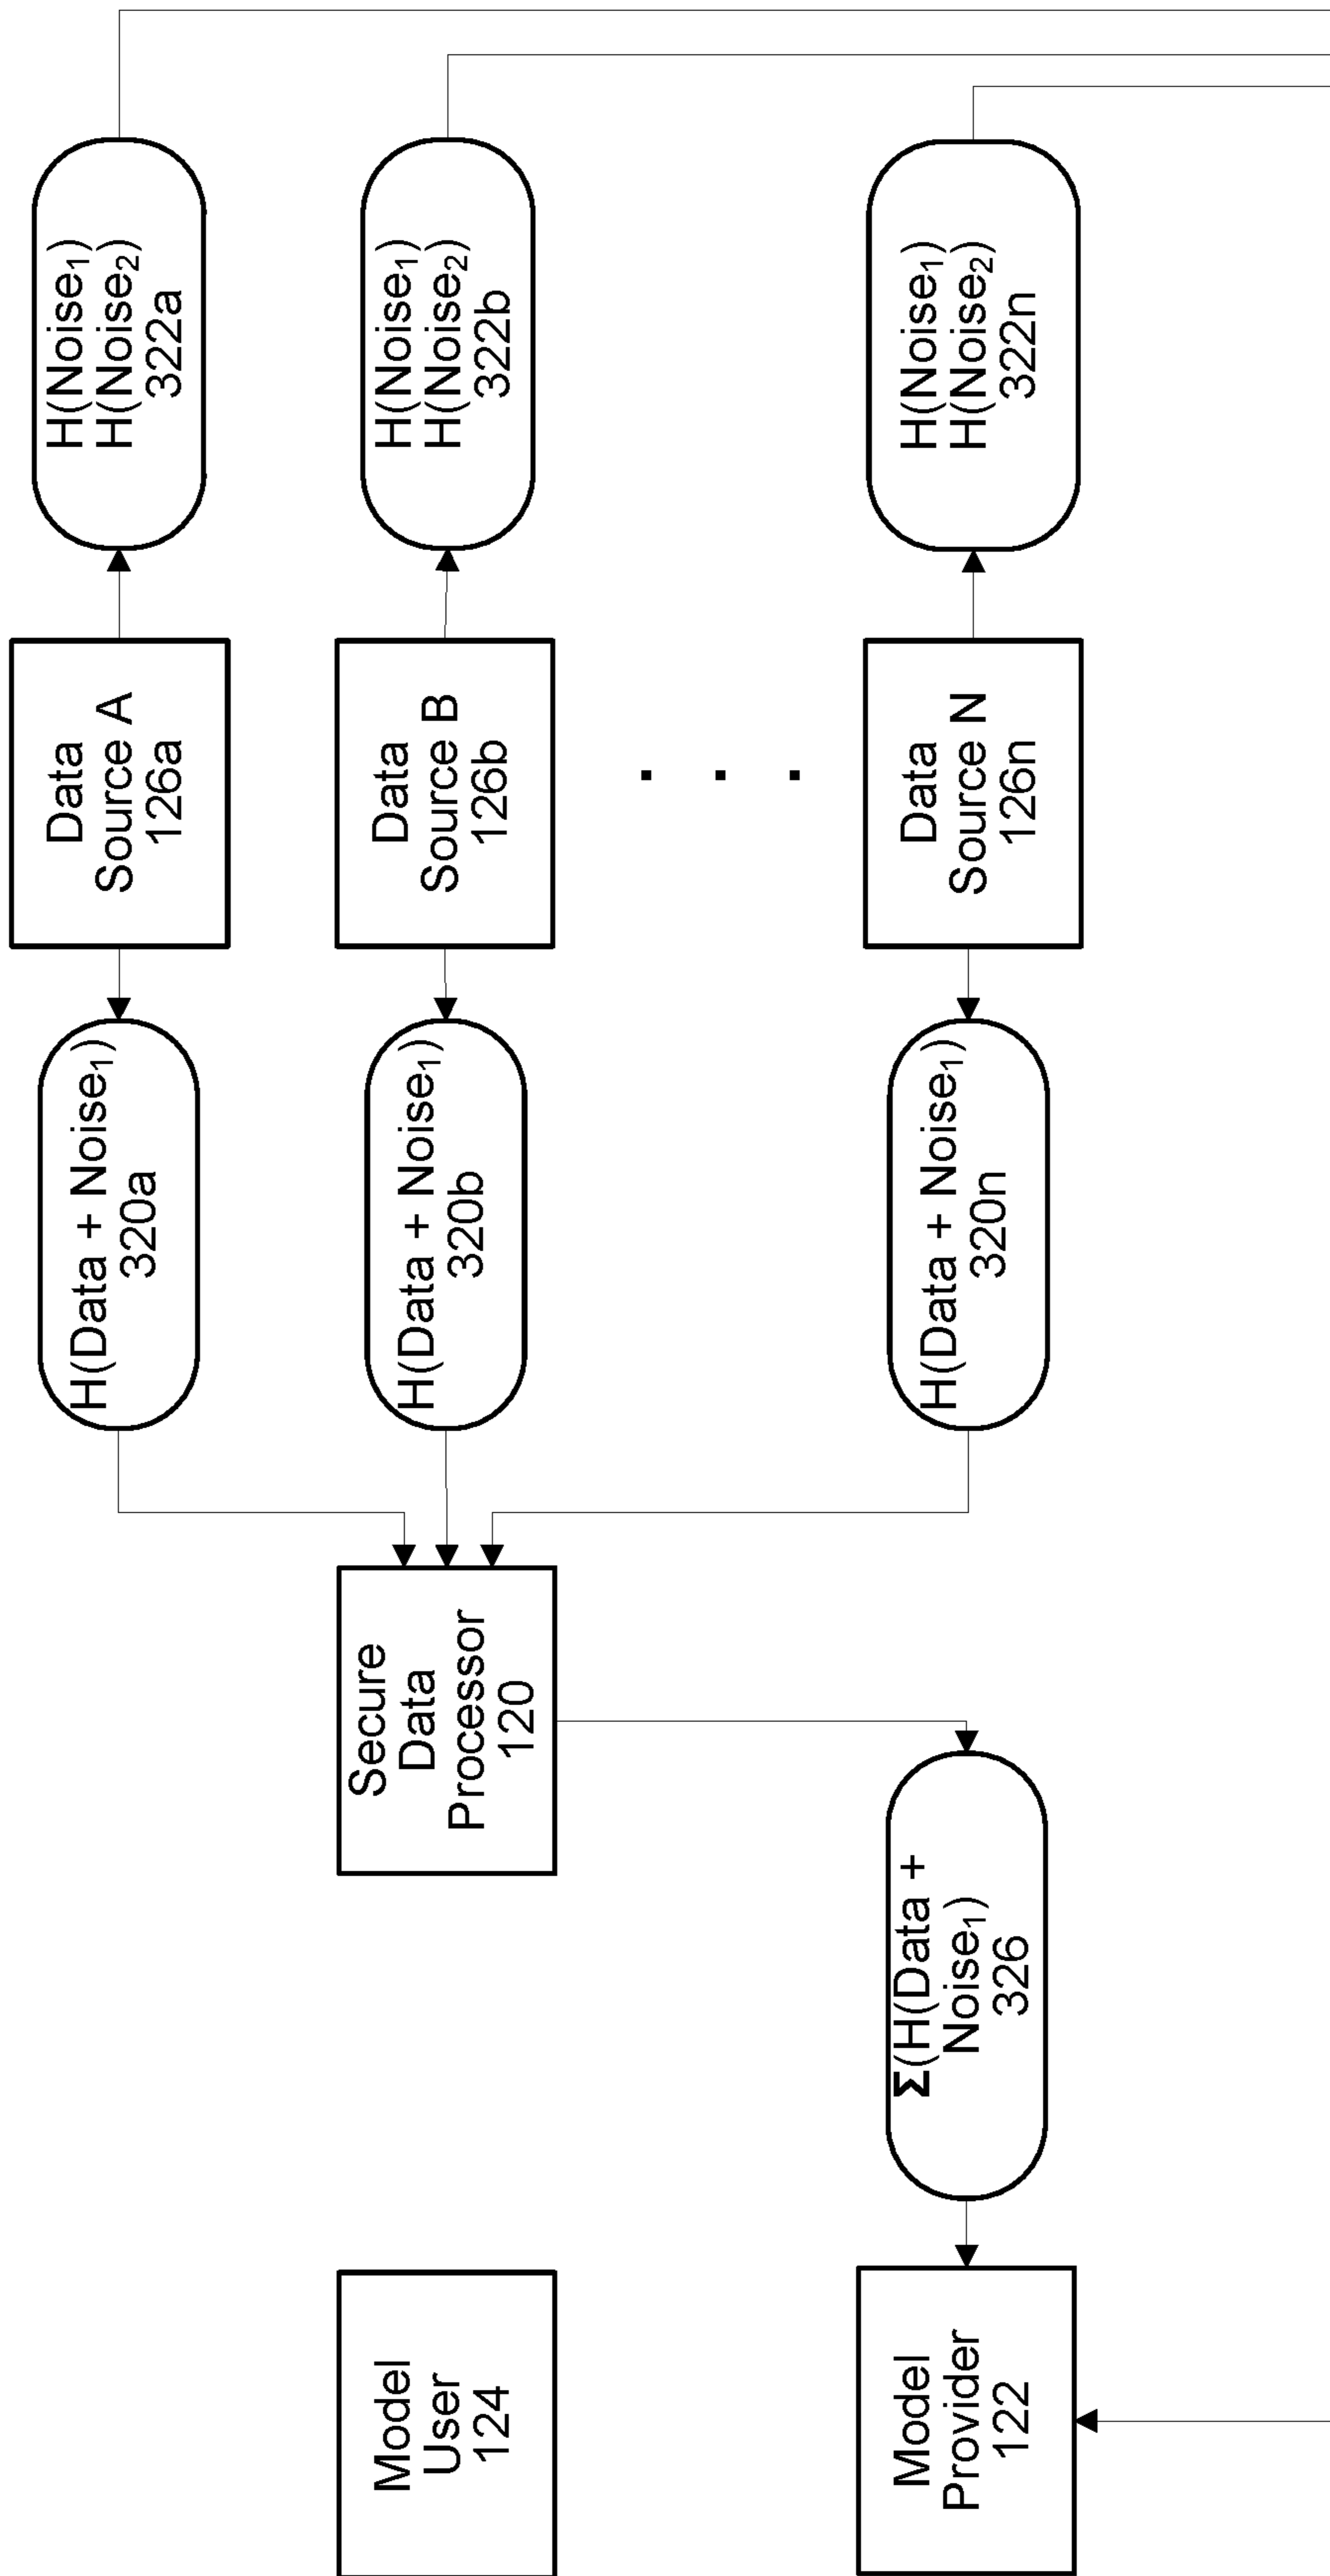 H(Data + Noise₁)
320a
Data
Source A
126a
H(Noise₁)
H(Noise₂)
322a
Model
User
124
Secure
Data
Processor
120
H(Data + Noise₁)
320b
Data
Source B
126b
H(Noise₁)
H(Noise₂)
322b
. . .
Model
Provider
122
Σ(H(Data +
Noise₁)
326
H(Data + Noise₁)
320n
Data
Source N
126n
H(Noise₁)
H(Noise₂)
322n